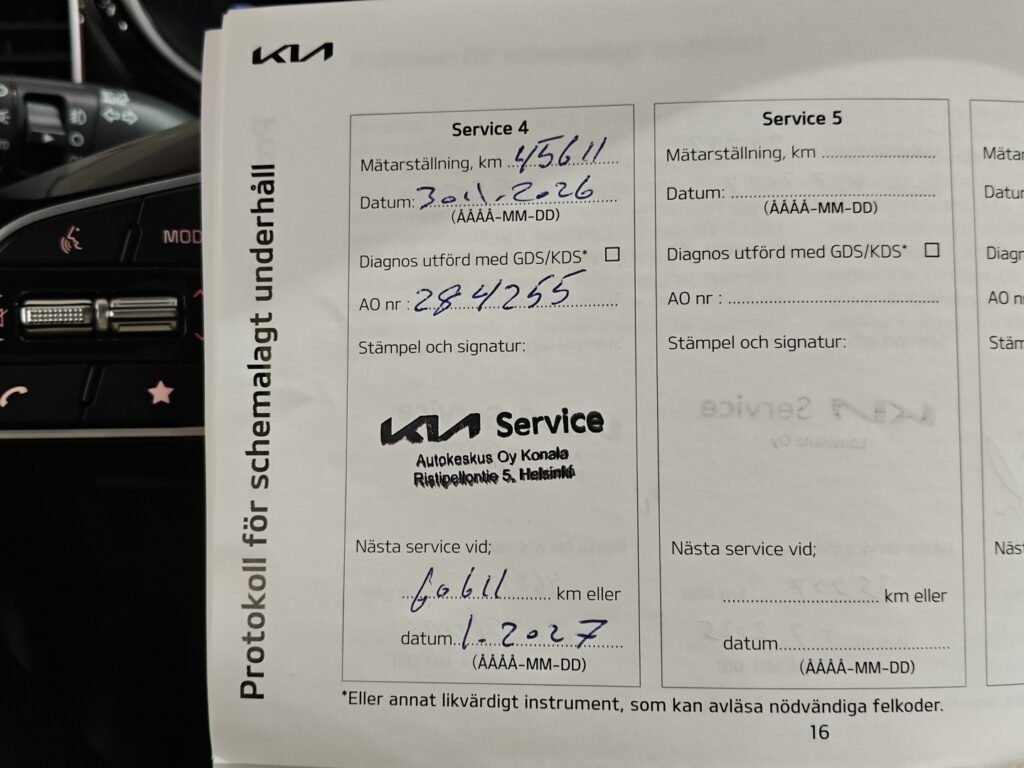 KIA
Protokoll för schemalagt underhåll
Service 4
Mätarställning, km 45611
Datum: 30.1.2026
(ÅÅÅÅ-MM-DD)
Diagnos utförd med GDS/KDS* ☐
AO nr : 284255
Stämpel och signatur:
KIA Service
Autokeskus Oy Konala
Ristipellontie 5, Helsinki
Nästa service vid;
60611 km eller
datum 1.2027
(ÅÅÅÅ-MM-DD)
Service 5
Mätarställning, km
Datum:
(ÅÅÅÅ-MM-DD)
Diagnos utförd med GDS/KDS* ☐
AO nr :
Stämpel och signatur:
Nästa service vid;
km eller
datum
(ÅÅÅÅ-MM-DD)
*Eller annat likvärdigt instrument, som kan avläsa nödvändiga felkoder.
16